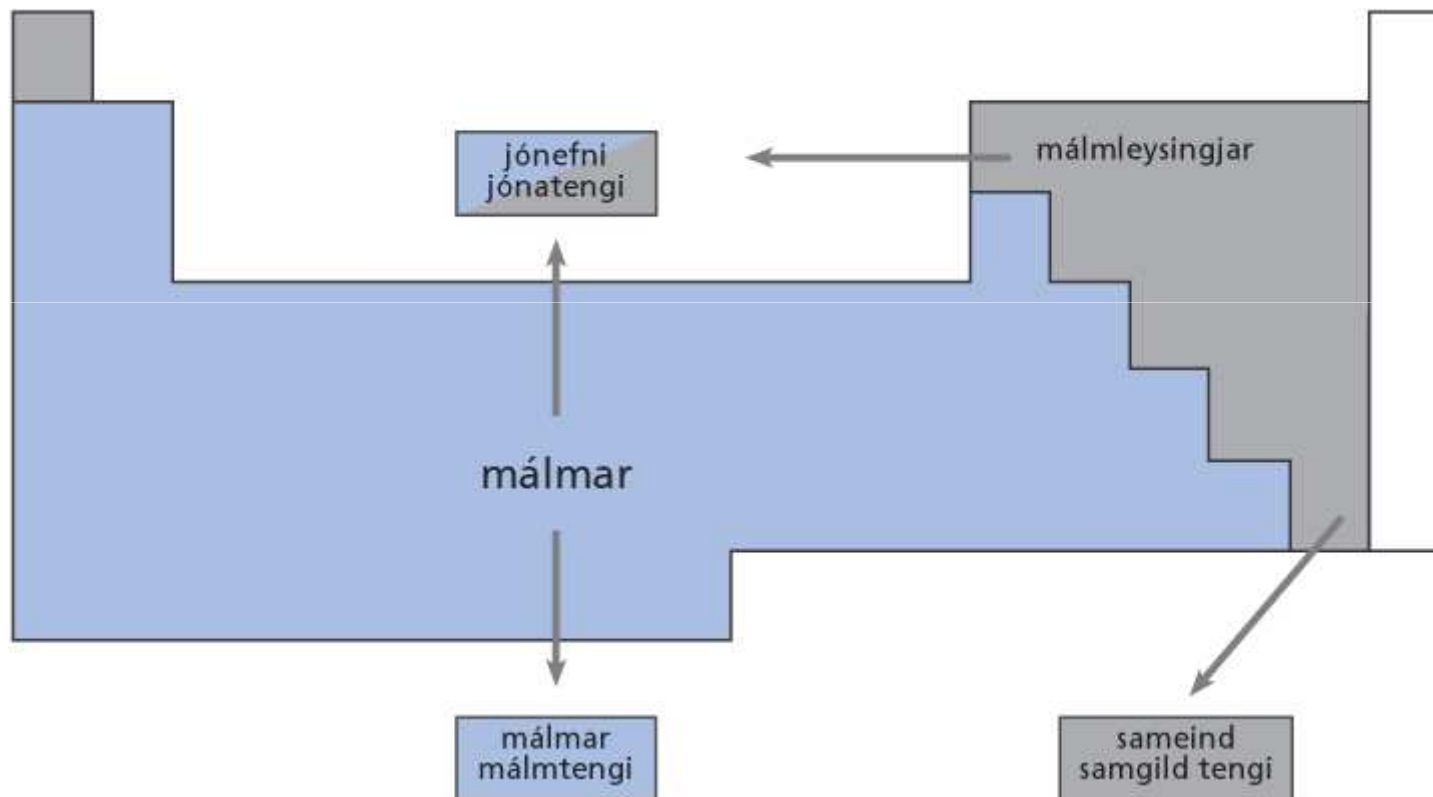 jónefni
jónatengi
málmleysingjar
málmar
málmar
málmtengi
sameind
samgild tengi